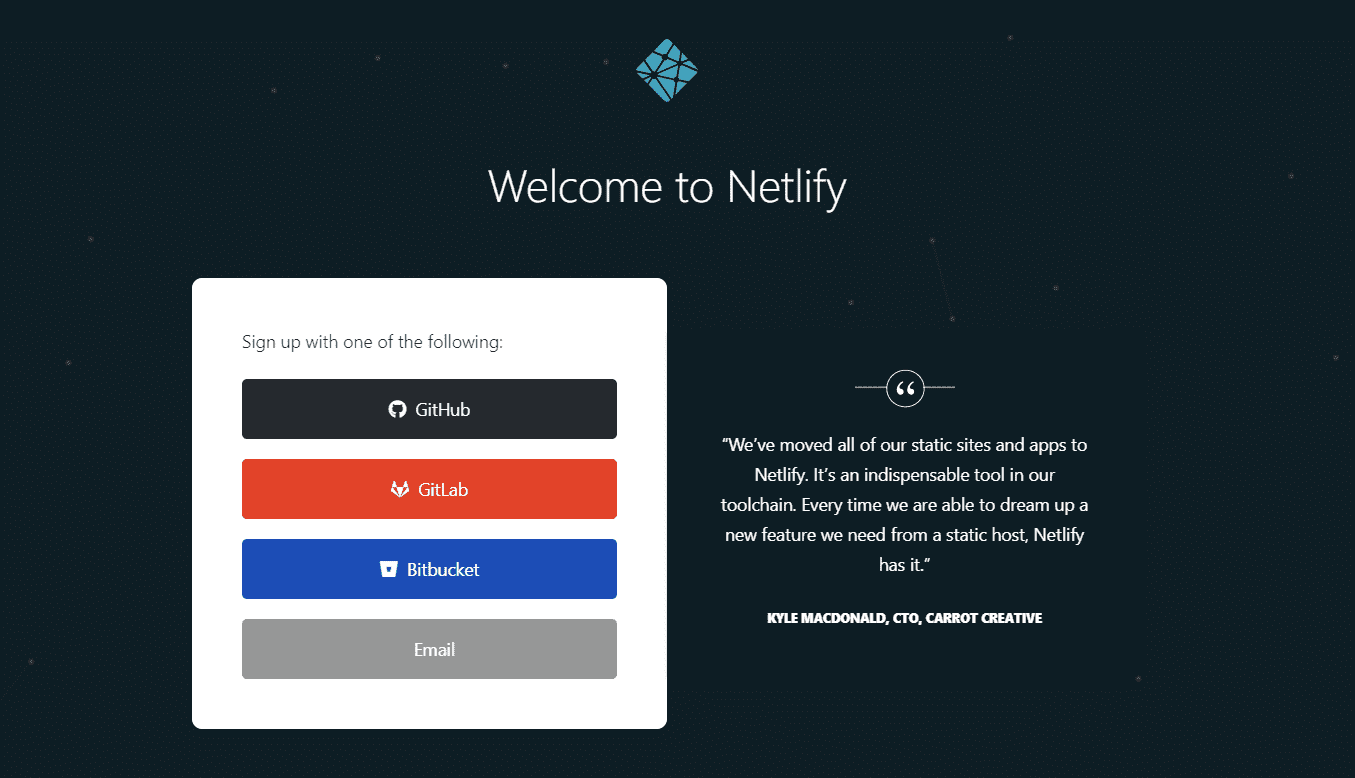 Welcome to Netlify
Sign up with one of the following:
GitHub
GitLab
Bitbucket
Email
“We’ve moved all of our static sites and apps to
Netlify. It’s an indispensable tool in our
toolchain. Every time we are able to dream up a
new feature we need from a static host, Netlify
has it.”
KYLE MACDONALD, CTO, CARROT CREATIVE